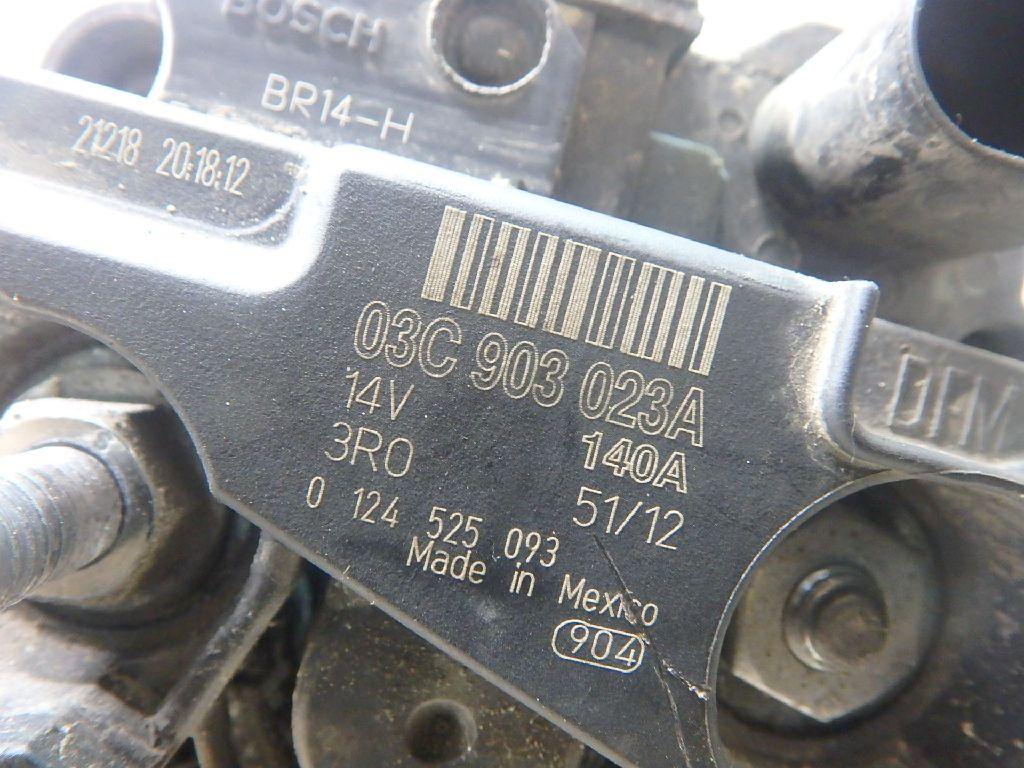 BOSCH
BR14-H
21218 20:18:12
03C 903 023A
14V 140A
3R0 51/12
0 124 525 093
Made in Mexico
904
DFM